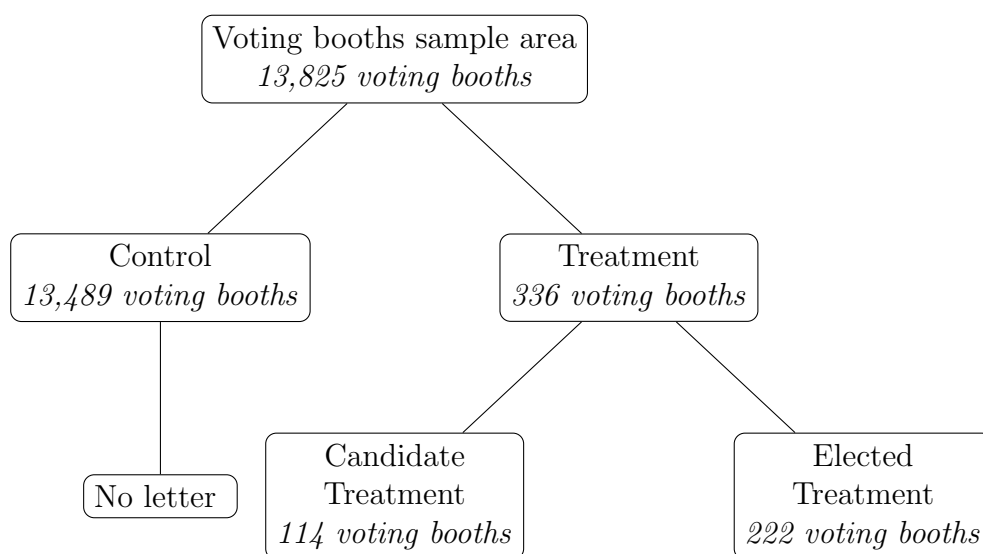 Voting booths sample area
13,825 voting booths
Control
13,489 voting booths
Treatment
336 voting booths
No letter
Candidate
Treatment
114 voting booths
Elected
Treatment
222 voting booths